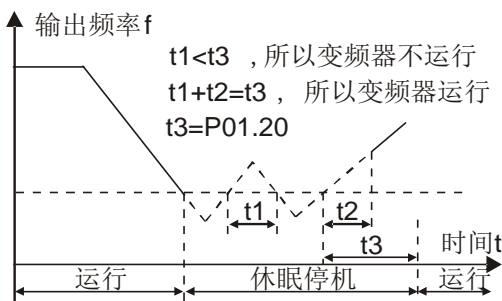 输出频率f
t1<t3 ,所以变频器不运行
t1+t2=t3 , 所以变频器运行
t3=P01.20
t1
t2
t3
时间t
运行
休眠停机
运行